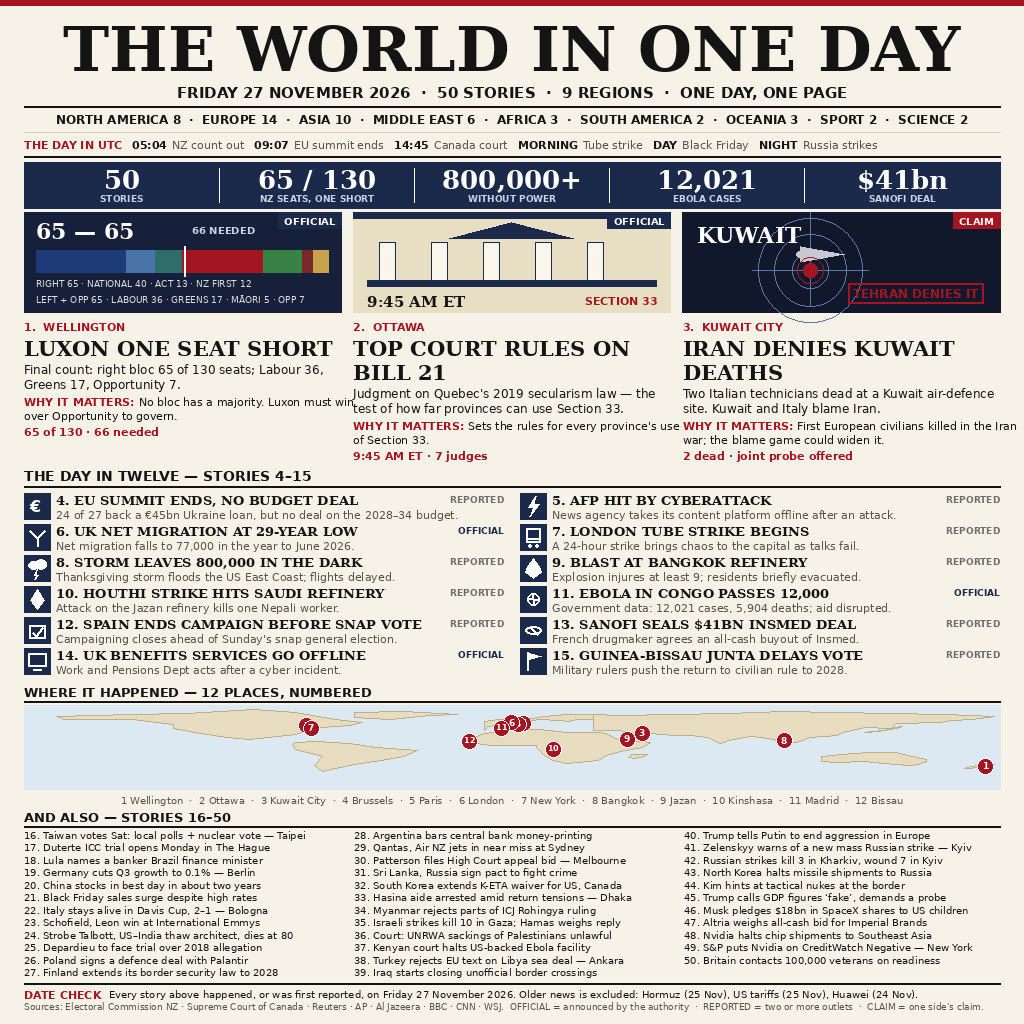 THE WORLD IN ONE DAY
FRIDAY 27 NOVEMBER 2026 · 50 STORIES · 9 REGIONS · ONE DAY, ONE PAGE
NORTH AMERICA 8 · EUROPE 14 · ASIA 10 · MIDDLE EAST 6 · AFRICA 3 · SOUTH AMERICA 2 · OCEANIA 3 · SPORT 2 · SCIENCE 2
THE DAY IN UTC 05:04 NZ count out 09:07 EU summit ends 14:45 Canada court MORNING Tube strike DAY Black Friday NIGHT Russia strikes
50
STORIES
65 / 130
NZ SEATS, ONE SHORT
800,000+
WITHOUT POWER
12,021
EBOLA CASES
$41bn
SANOFI DEAL
OFFICIAL
65 — 65
66 NEEDED
RIGHT 65 · NATIONAL 40 · ACT 13 · NZ FIRST 12
LEFT + OPP 65 · LABOUR 36 · GREENS 17 · MĀORI 5 · OPP 7
1. WELLINGTON
LUXON ONE SEAT SHORT
Final count: right bloc 65 of 130 seats; Labour 36,
Greens 17, Opportunity 7.
WHY IT MATTERS: No bloc has a majority. Luxon must win
over Opportunity to govern.
65 of 130 · 66 needed
OFFICIAL
9:45 AM ET
SECTION 33
2. OTTAWA
TOP COURT RULES ON
BILL 21
Judgment on Quebec's 2019 secularism law — the
test of how far provinces can use Section 33.
WHY IT MATTERS: Sets the rules for every province's use
of Section 33.
9:45 AM ET · 7 judges
CLAIM
KUWAIT
TEHRAN DENIES IT
3. KUWAIT CITY
IRAN DENIES KUWAIT
DEATHS
Two Italian technicians dead at a Kuwait air-defence
site. Kuwait and Italy blame Iran.
WHY IT MATTERS: First European civilians killed in the Iran
war; the blame game could widen it.
2 dead · joint probe offered
THE DAY IN TWELVE — STORIES 4–15
€
4. EU SUMMIT ENDS, NO BUDGET DEAL
REPORTED
24 of 27 back a €45bn Ukraine loan, but no deal on the 2028–34 budget.
5. AFP HIT BY CYBERATTACK
REPORTED
News agency takes its content platform offline after an attack.
6. UK NET MIGRATION AT 29-YEAR LOW
OFFICIAL
Net migration falls to 77,000 in the year to June 2026.
7. LONDON TUBE STRIKE BEGINS
REPORTED
A 24-hour strike brings chaos to the capital as talks fail.
8. STORM LEAVES 800,000 IN THE DARK
REPORTED
Thanksgiving storm floods the US East Coast; flights delayed.
9. BLAST AT BANGKOK REFINERY
REPORTED
Explosion injures at least 9; residents briefly evacuated.
10. HOUTHI STRIKE HITS SAUDI REFINERY
REPORTED
Attack on the Jazan refinery kills one Nepali worker.
11. EBOLA IN CONGO PASSES 12,000
OFFICIAL
Government data: 12,021 cases, 5,904 deaths; aid disrupted.
12. SPAIN ENDS CAMPAIGN BEFORE SNAP VOTE
REPORTED
Campaigning closes ahead of Sunday's snap general election.
13. SANOFI SEALS $41BN INSMED DEAL
REPORTED
French drugmaker agrees an all-cash buyout of Insmed.
14. UK BENEFITS SERVICES GO OFFLINE
OFFICIAL
Work and Pensions Dept acts after a cyber incident.
15. GUINEA-BISSAU JUNTA DELAYS VOTE
REPORTED
Military rulers push the return to civilian rule to 2028.
WHERE IT HAPPENED — 12 PLACES, NUMBERED
7
12
11
6
10
9
3
8
1
1 Wellington · 2 Ottawa · 3 Kuwait City · 4 Brussels · 5 Paris · 6 London · 7 New York · 8 Bangkok · 9 Jazan · 10 Kinshasa · 11 Madrid · 12 Bissau
AND ALSO — STORIES 16–50
16. Taiwan votes Sat: local polls + nuclear vote — Taipei
17. Duterte ICC trial opens Monday in The Hague
18. Lula names a banker Brazil finance minister
19. Germany cuts Q3 growth to 0.1% — Berlin
20. China stocks in best day in about two years
21. Black Friday sales surge despite high rates
22. Italy stays alive in Davis Cup, 2–1 — Bologna
23. Schofield, Leon win at International Emmys
24. Strobe Talbott, US–India thaw architect, dies at 80
25. Depardieu to face trial over 2018 allegation
26. Poland signs a defence deal with Palantir
27. Finland extends its border security law to 2028
28. Argentina bars central bank money-printing
29. Qantas, Air NZ jets in near miss at Sydney
30. Patterson files High Court appeal bid — Melbourne
31. Sri Lanka, Russia sign pact to fight crime
32. South Korea extends K-ETA waiver for US, Canada
33. Hasina aide arrested amid return tensions — Dhaka
34. Myanmar rejects parts of ICJ Rohingya ruling
35. Israeli strikes kill 10 in Gaza; Hamas weighs reply
36. Court: UNRWA sackings of Palestinians unlawful
37. Kenyan court halts US-backed Ebola facility
38. Turkey rejects EU text on Libya sea deal — Ankara
39. Iraq starts closing unofficial border crossings
40. Trump tells Putin to end aggression in Europe
41. Zelenskyy warns of a new mass Russian strike — Kyiv
42. Russian strikes kill 3 in Kharkiv, wound 7 in Kyiv
43. North Korea halts missile shipments to Russia
44. Kim hints at tactical nukes at the border
45. Trump calls GDP figures ‘fake’, demands a probe
46. Musk pledges $18bn in SpaceX shares to US children
47. Altria weighs all-cash bid for Imperial Brands
48. Nvidia halts chip shipments to Southeast Asia
49. S&P puts Nvidia on CreditWatch Negative — New York
50. Britain contacts 100,000 veterans on readiness
DATE CHECK Every story above happened, or was first reported, on Friday 27 November 2026. Older news is excluded: Hormuz (25 Nov), US tariffs (25 Nov), Huawei (24 Nov).
Sources: Electoral Commission NZ · Supreme Court of Canada · Reuters · AP · Al Jazeera · BBC · CNN · WSJ. OFFICIAL = announced by the authority · REPORTED = two or more outlets · CLAIM = one side's claim.